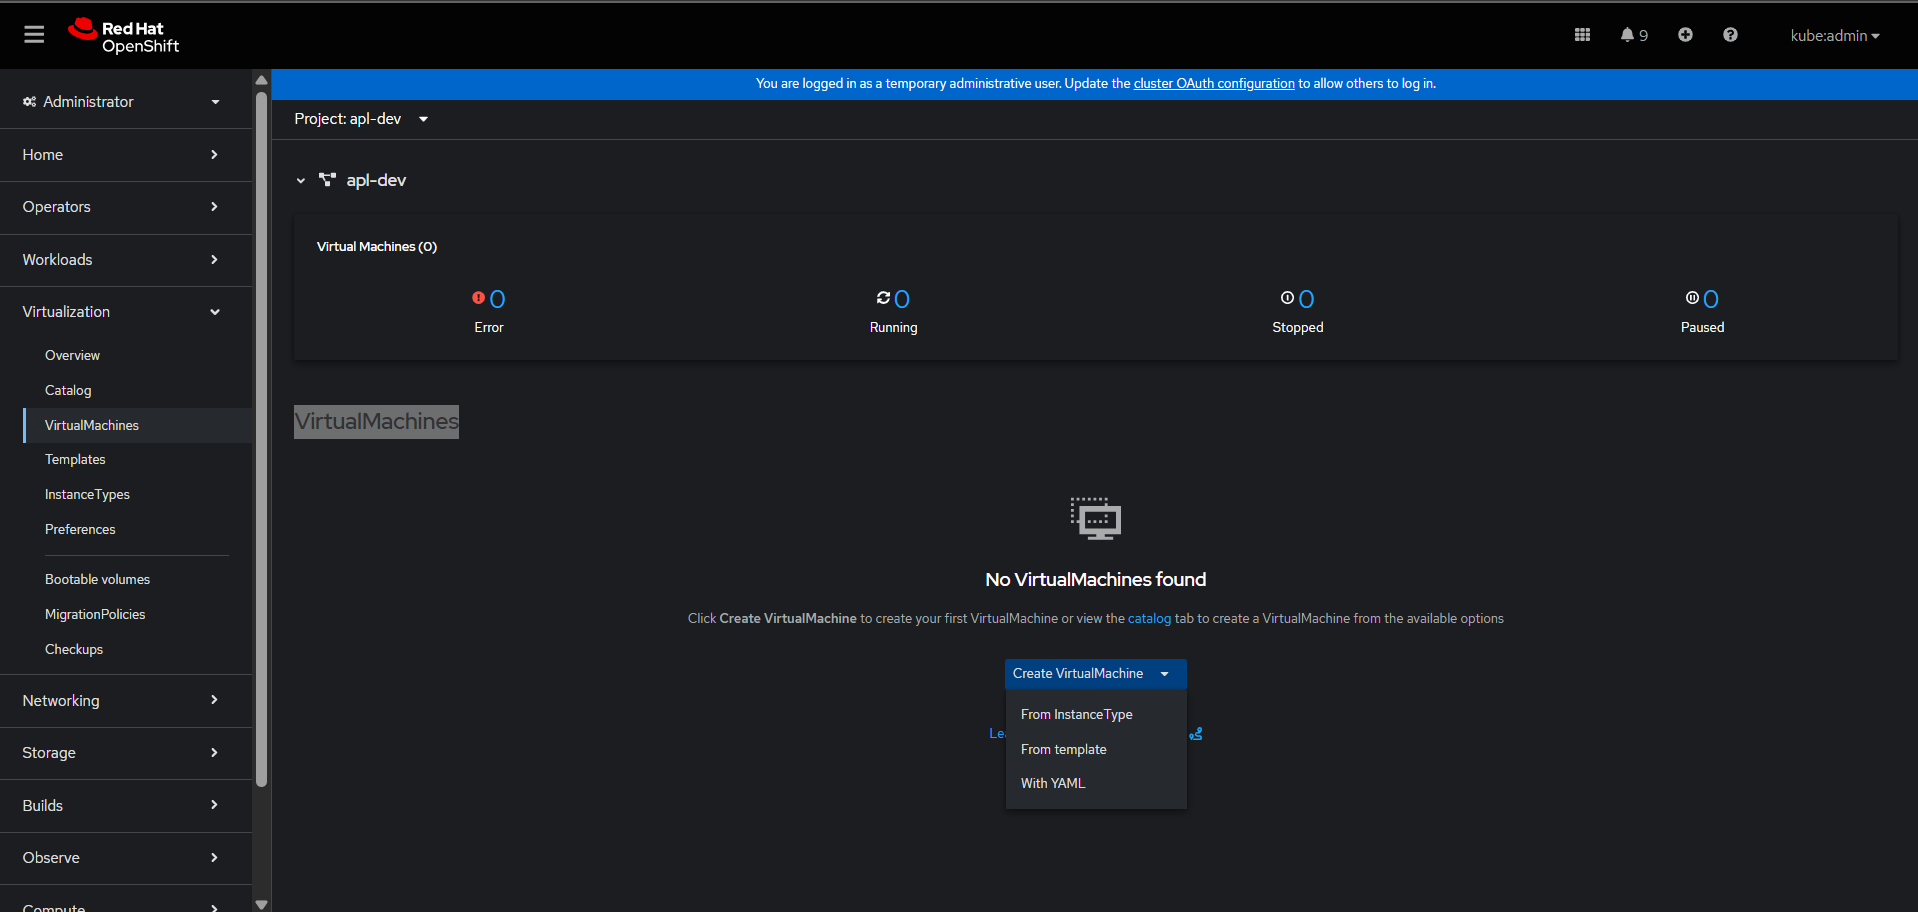 Red Hat
OpenShift
9
kube:admin
You are logged in as a temporary administrative user. Update the cluster OAuth configuration to allow others to log in.
Administrator
Home
Operators
Workloads
Virtualization
Overview
Catalog
VirtualMachines
Templates
InstanceTypes
Preferences
Bootable volumes
MigrationPolicies
Checkups
Networking
Storage
Builds
Observe
Compute
Project: apl-dev
apl-dev
Virtual Machines (0)
0
Error
0
Running
0
Stopped
0
Paused
VirtualMachines
No VirtualMachines found
Click Create VirtualMachine to create your first VirtualMachine or view the catalog tab to create a VirtualMachine from the available options
Create VirtualMachine
From InstanceType
From template
With YAML